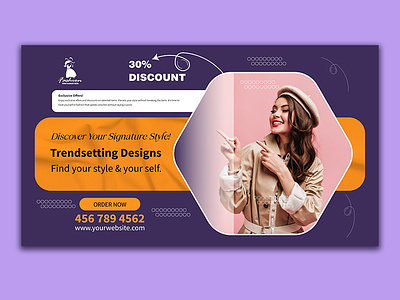 Fashion
30%
DISCOUNT
Exclusive Offers!
Discover Your Signature Style!
Trendsetting Designs
Find your style & your self.
ORDER NOW
456 789 4562
www.yourwebsite.com